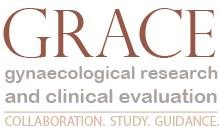 GRACE
gynaecological research
and clinical evaluation
COLLABORATION. STUDY. GUIDANCE.